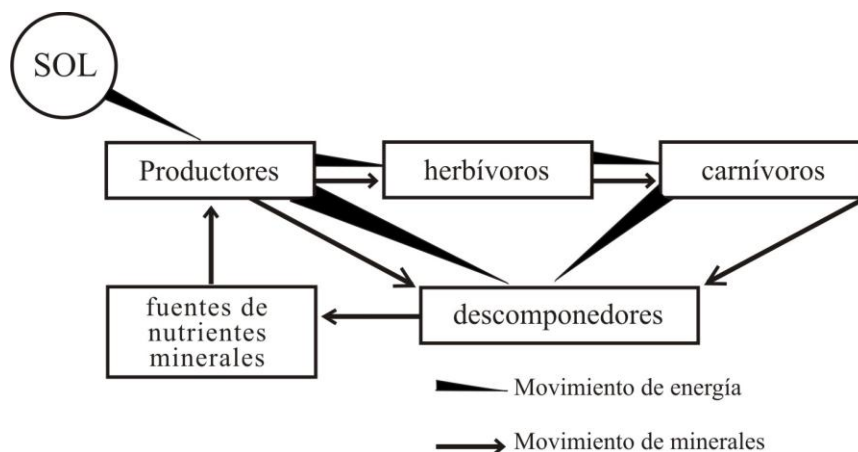 SOL
Productores
herbívoros
carnívoros
fuentes de
nutrientes
minerales
descomponedores
Movimiento de energía
Movimiento de minerales